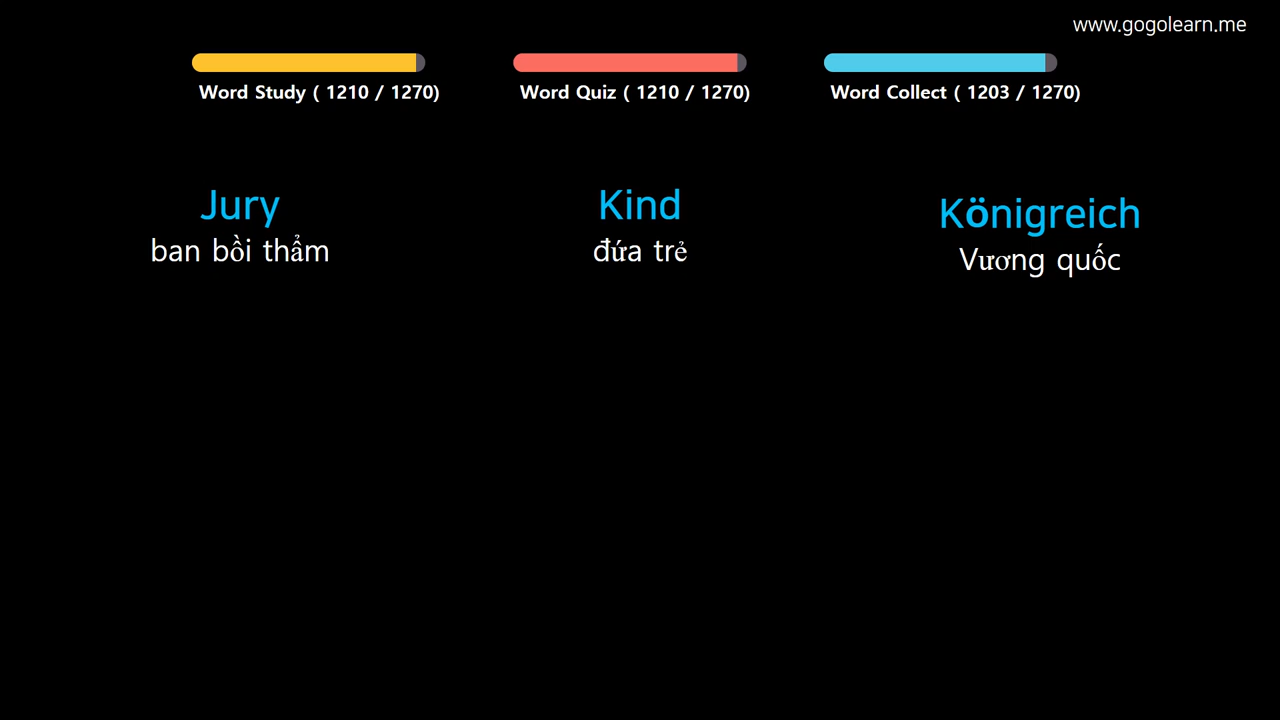 www.gogolearn.me
Word Study ( 1210 / 1270)
Word Quiz ( 1210 / 1270)
Word Collect ( 1203 / 1270)
Jury
ban bồi thẩm
Kind
đứa trẻ
Königreich
Vương quốc